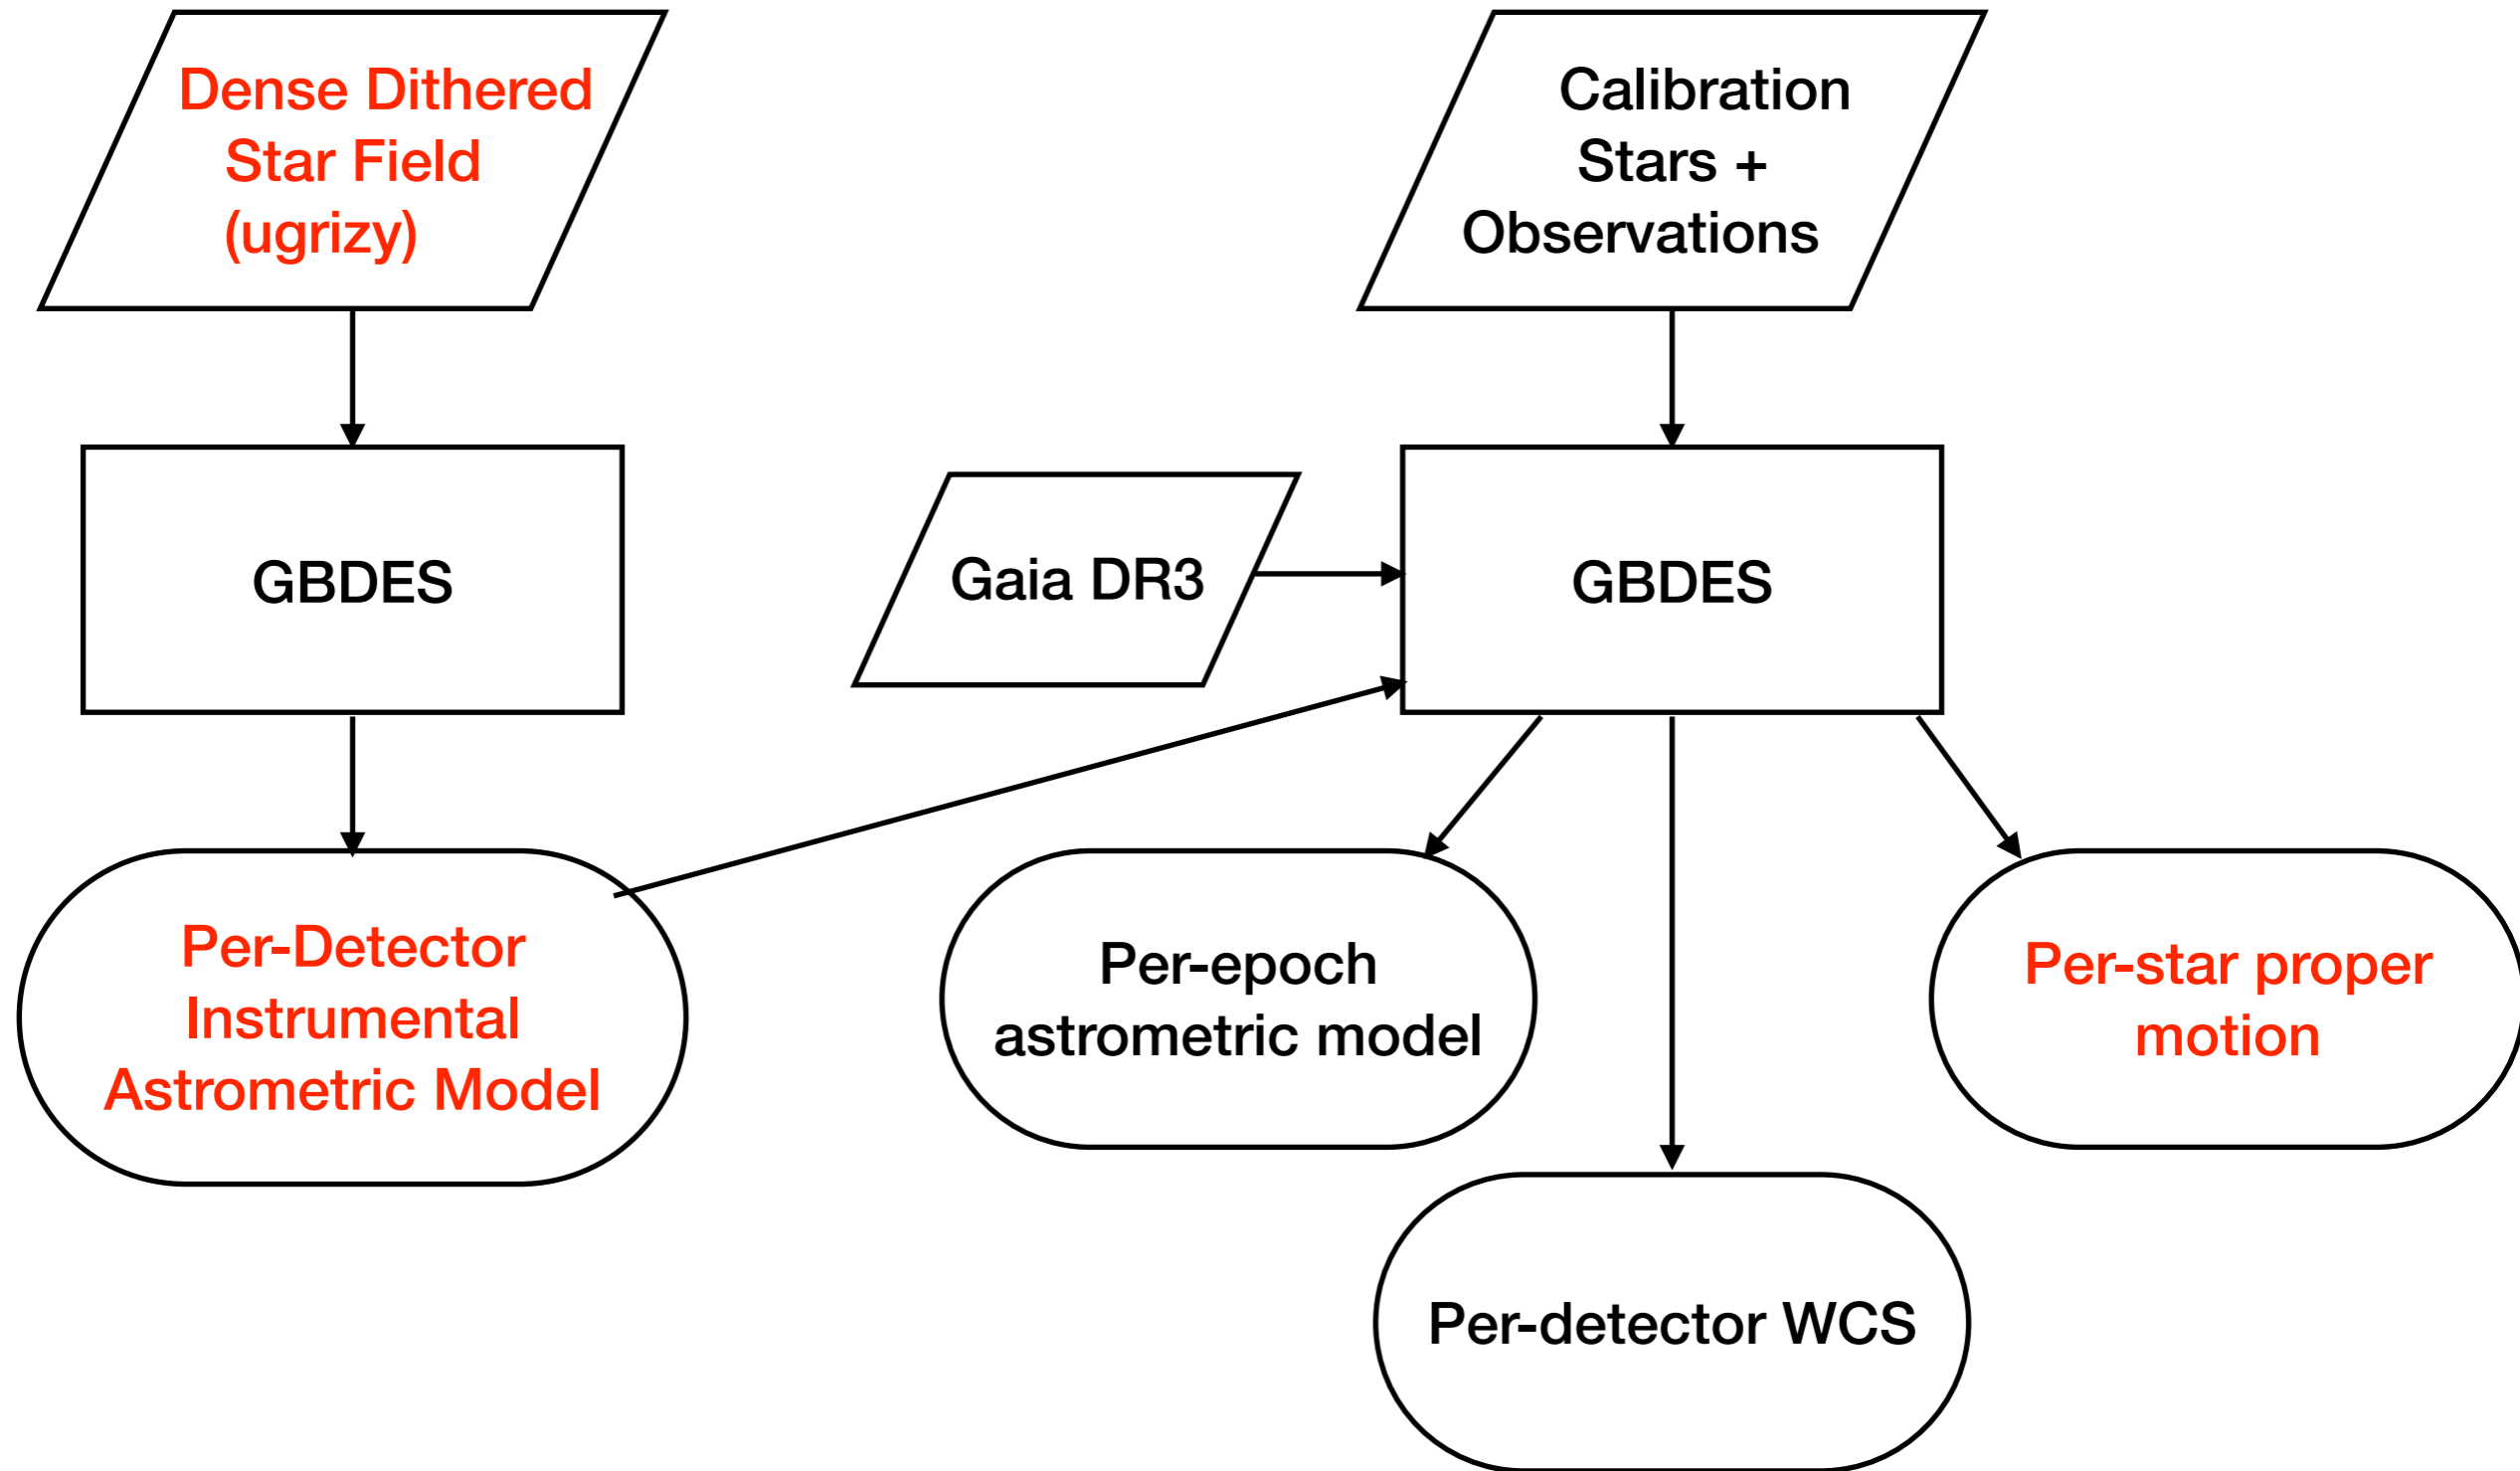 Dense Dithered
Star Field
(ugrizy)
Calibration
Stars +
Observations
GBDES
Gaia DR3
GBDES
Per-Detector
Instrumental
Astrometric Model
Per-epoch
astrometric model
Per-star proper
motion
Per-detector WCS